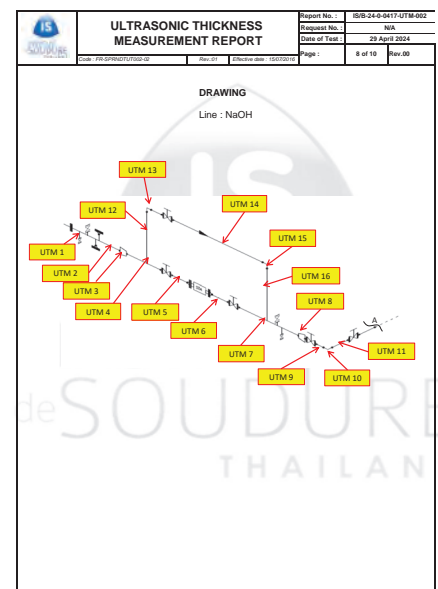 IS
SOUDURE
ULTRASONIC THICKNESS
MEASUREMENT REPORT
Report No. : IS/B-24-0-0417-UTM-002
Request No. : N/A
Date of Test : 29 April 2024
Page : 8 of 10 Rev.00
Code : FR-SPRNDTUT002-02 Rev.:01 Effective date : 15/07/2016
DRAWING
Line : NaOH
IS
UTM 13
UTM 14
UTM 12
UTM 15
UTM 1
UTM 2
UTM 16
UTM 3
UTM 8
UTM 4
UTM 5
A
UTM 6
UTM 7
UTM 11
UTM 9
UTM 10
de SOUDURE
THAILAN